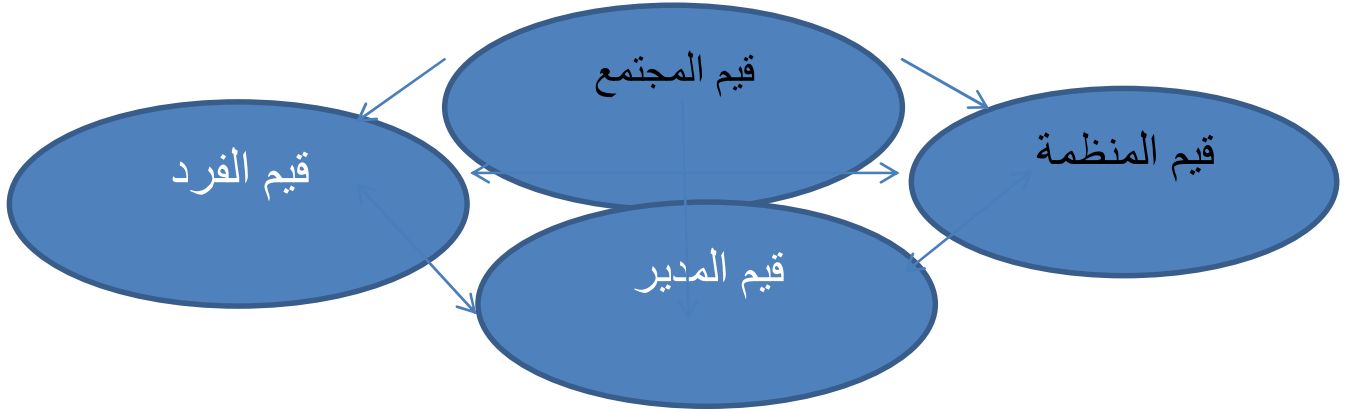 قيم المجتمع
قيم المنظمة
قيم الفرد
قيم المدير